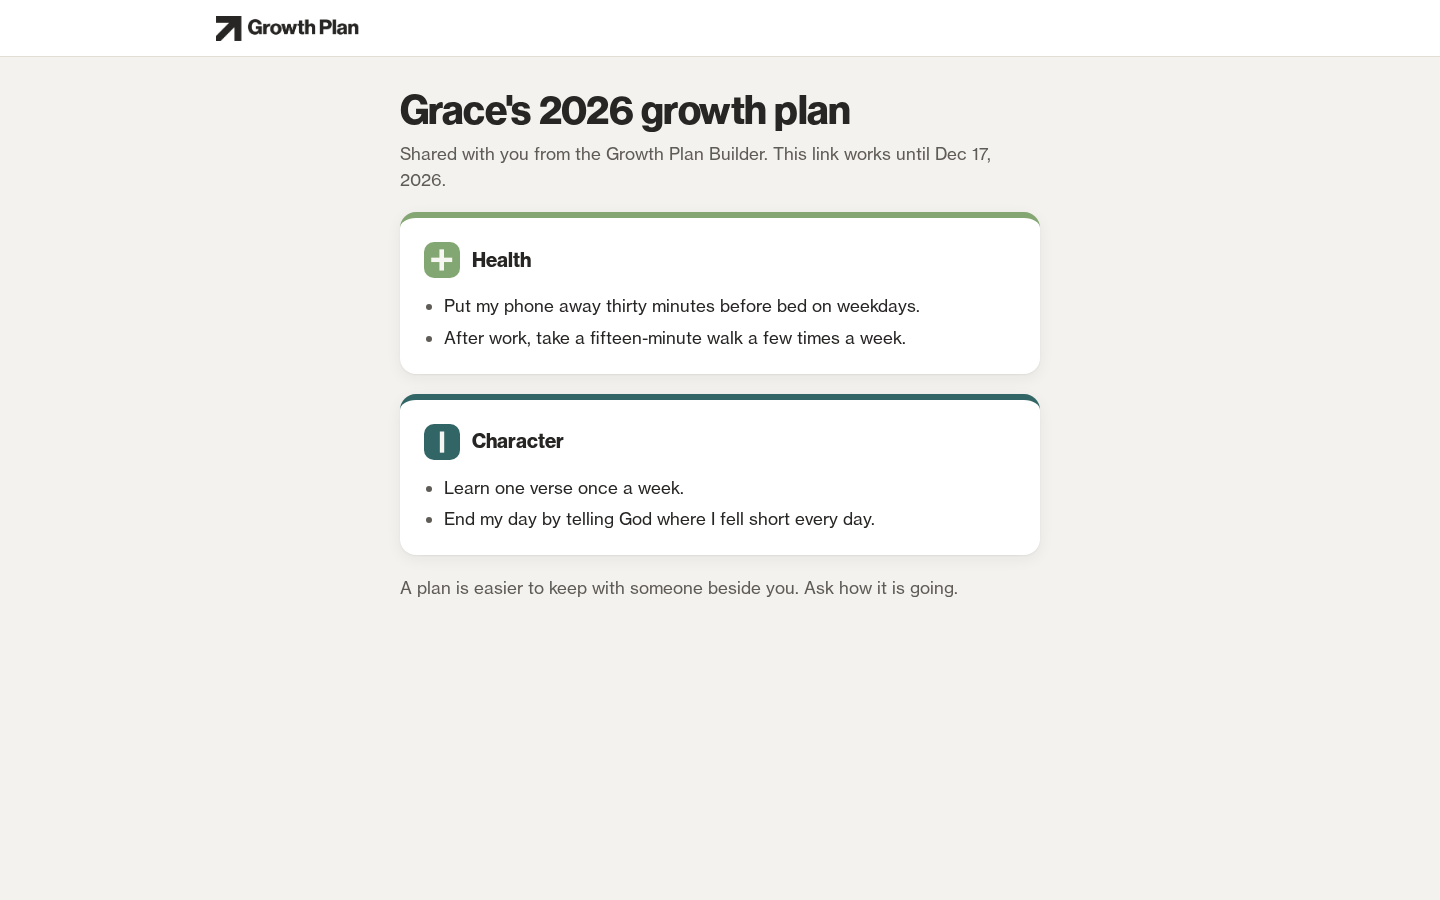 Growth Plan
Grace's 2026 growth plan
Shared with you from the Growth Plan Builder. This link works until Dec 17,
2026.
Health
Put my phone away thirty minutes before bed on weekdays.
After work, take a fifteen-minute walk a few times a week.
Character
Learn one verse once a week.
End my day by telling God where I fell short every day.
A plan is easier to keep with someone beside you. Ask how it is going.